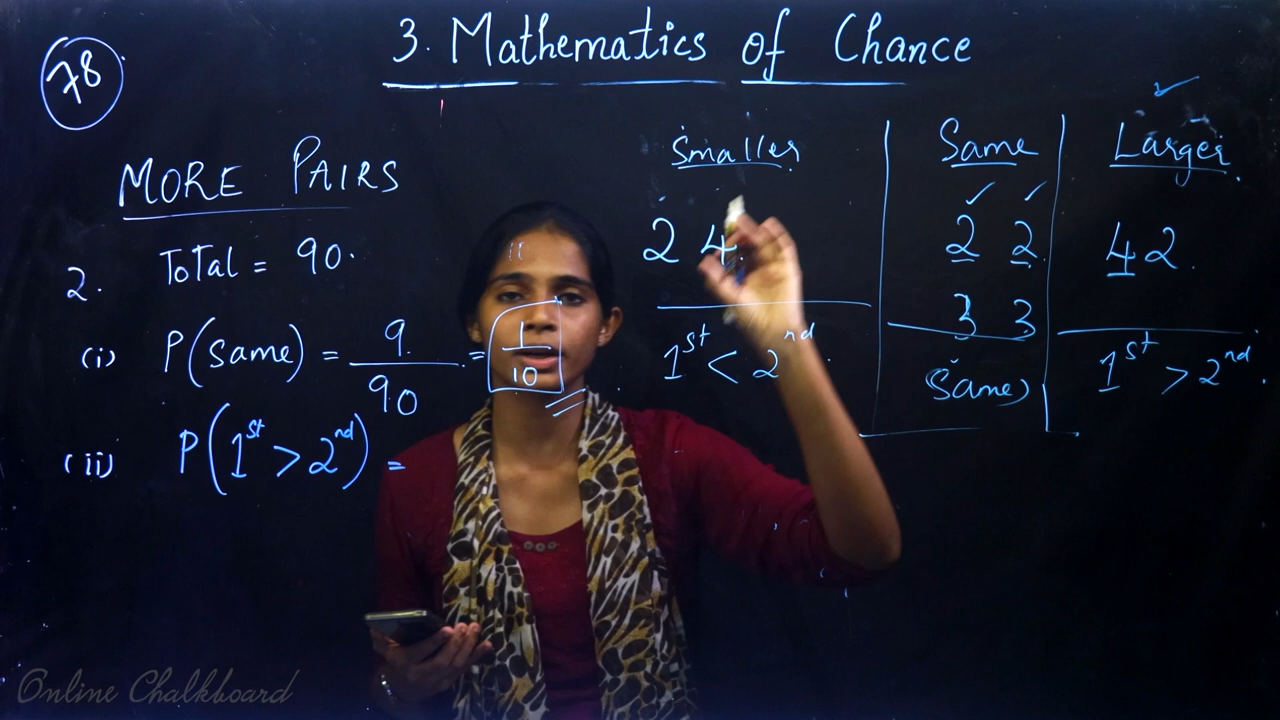 3. Mathematics of Chance
78
MORE PAIRS
2. Total = 90.
(i) P(same) = 9/90 = 1/10
(ii) P(1st > 2nd) =
Smaller
2 4
1st < 2nd.
Same
2 2
3 3
(Same)
Larger
4 2
1st > 2nd.
Online Chalkboard